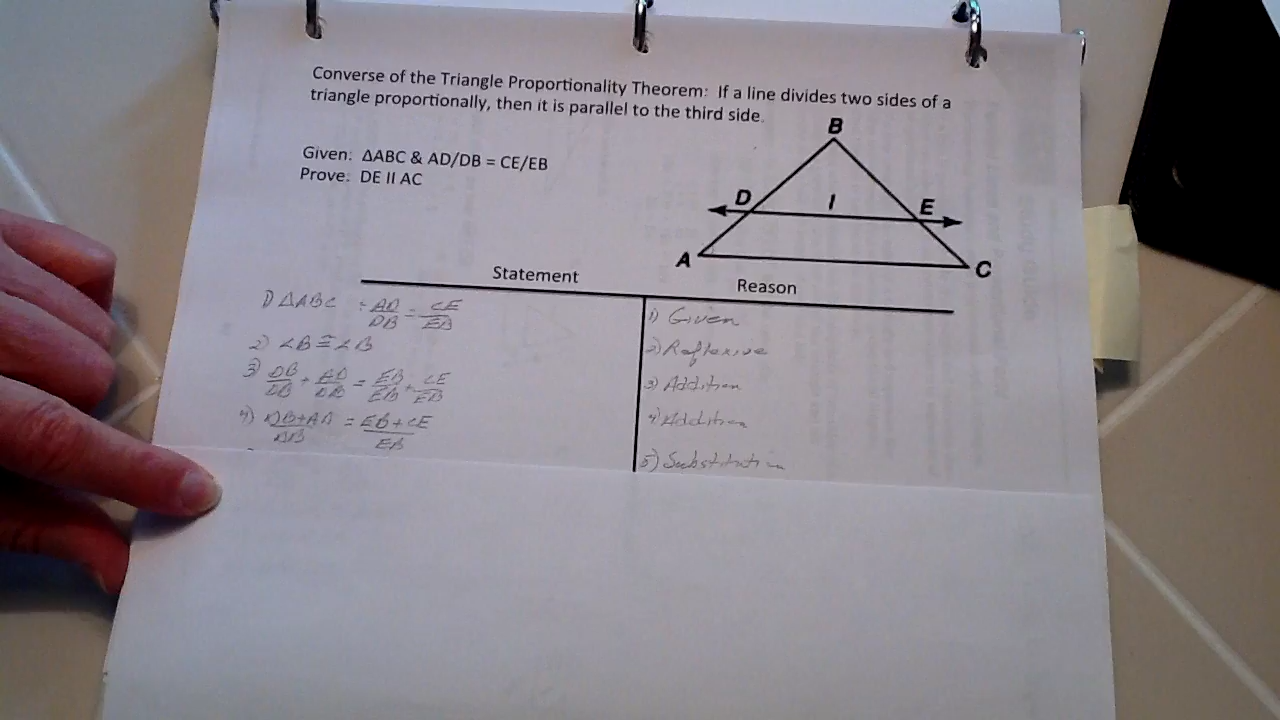 Converse of the Triangle Proportionality Theorem: If a line divides two sides of a
triangle proportionally, then it is parallel to the third side.
B
Given: ΔABC & AD/DB = CE/EB
Prove: DE II AC
D l E
A C
Statement Reason
1) ΔABC : AD/DB = CE/EB 1) Given
2) ∠B ≅ ∠B 2) Reflexive
3) DB/DB + AD/DB = EB/EB + CE/EB 3) Addition
4) DB+AD/DB = EB+CE/EB 4) Addition
5) Substitution